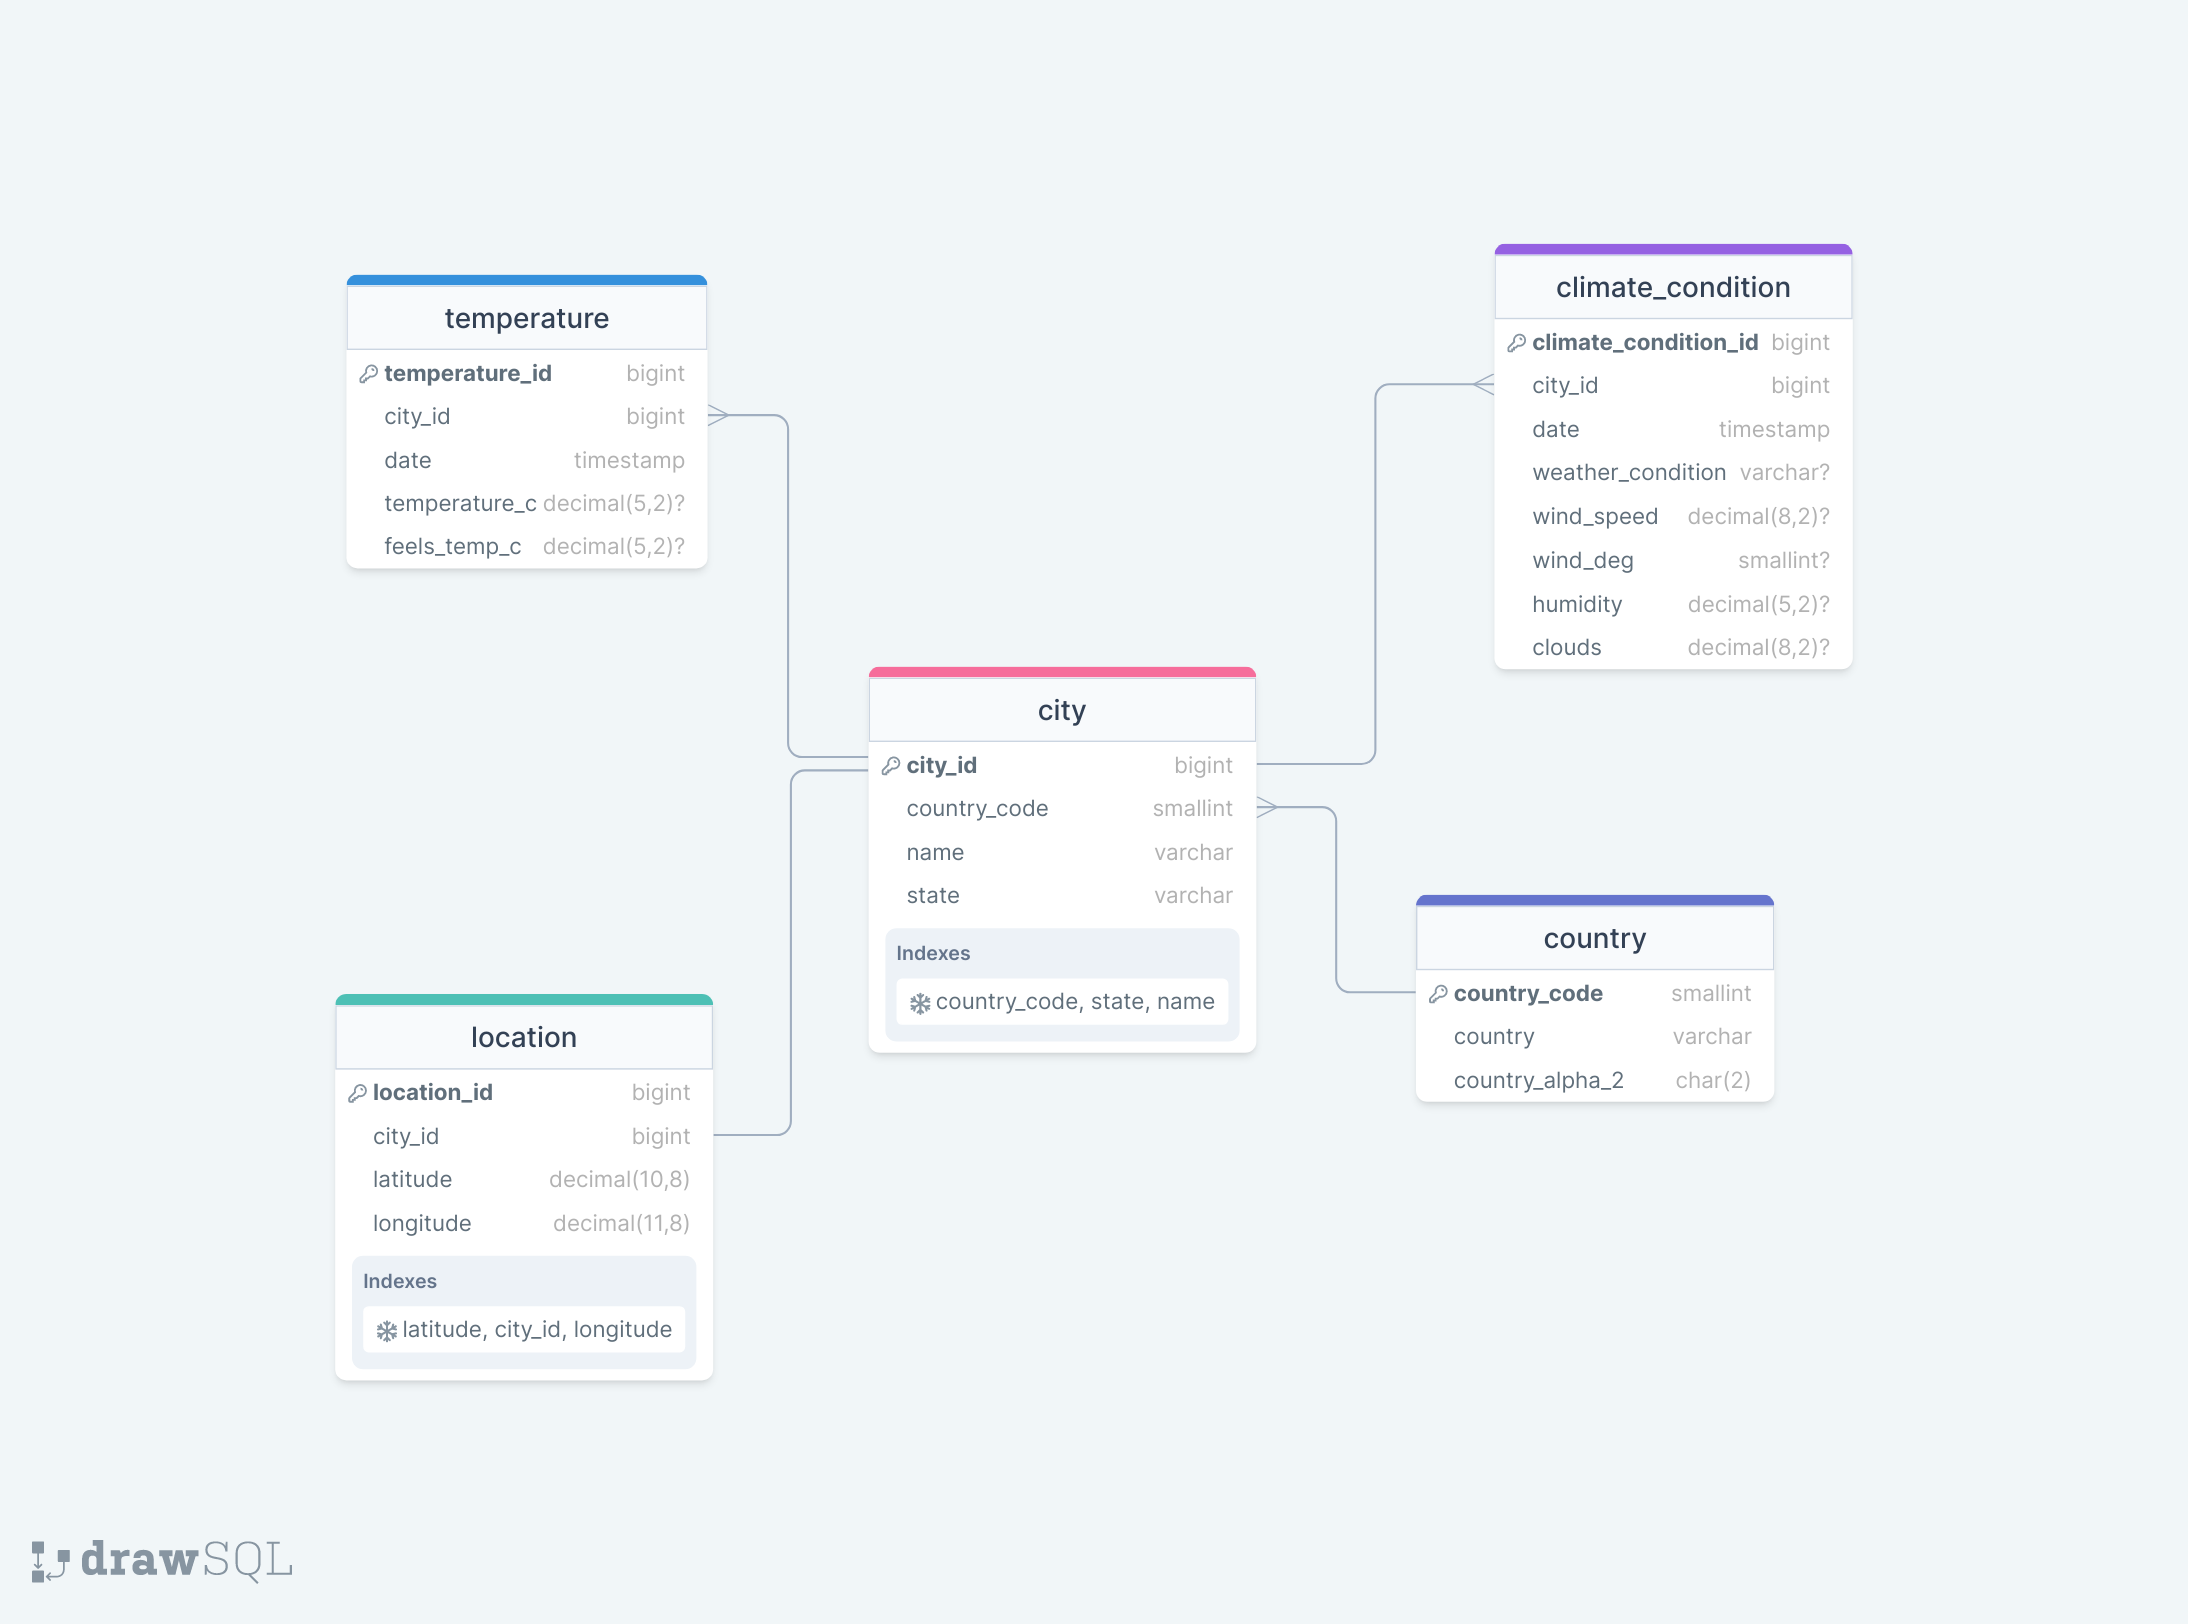 temperature
temperature_id bigint
city_id bigint
date timestamp
temperature_c decimal(5,2)?
feels_temp_c decimal(5,2)?
climate_condition
climate_condition_id bigint
city_id bigint
date timestamp
weather_condition varchar?
wind_speed decimal(8,2)?
wind_deg smallint?
humidity decimal(5,2)?
clouds decimal(8,2)?
city
city_id bigint
country_code smallint
name varchar
state varchar
Indexes
country_code, state, name
country
country_code smallint
country varchar
country_alpha_2 char(2)
location
location_id bigint
city_id bigint
latitude decimal(10,8)
longitude decimal(11,8)
Indexes
latitude, city_id, longitude
drawSQL